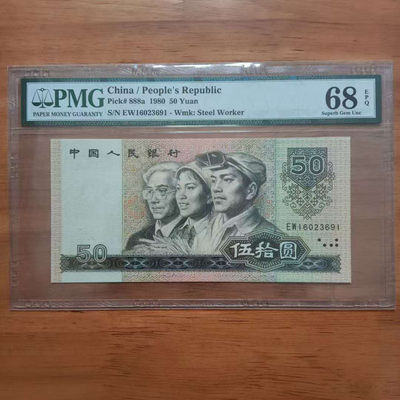 PMG
PAPER MONEY GUARANTY
China / People's Republic
Pick# 888a 1980 50 Yuan
S/N EW16023691 - Wmk: Steel Worker
68 EPQ
Superb Gem Unc
中国人民银行
50
EW16023691
50
伍拾圆